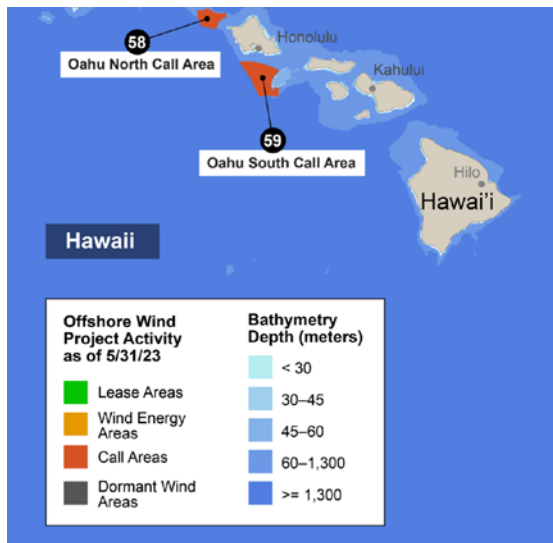 58
Oahu North Call Area
Honolulu
Kahului
59
Oahu South Call Area
Hilo
Hawai'i
Hawaii
Offshore Wind
Project Activity
as of 5/31/23
Lease Areas
Wind Energy
Areas
Call Areas
Dormant Wind
Areas
Bathymetry
Depth (meters)
< 30
30–45
45–60
60–1,300
>= 1,300